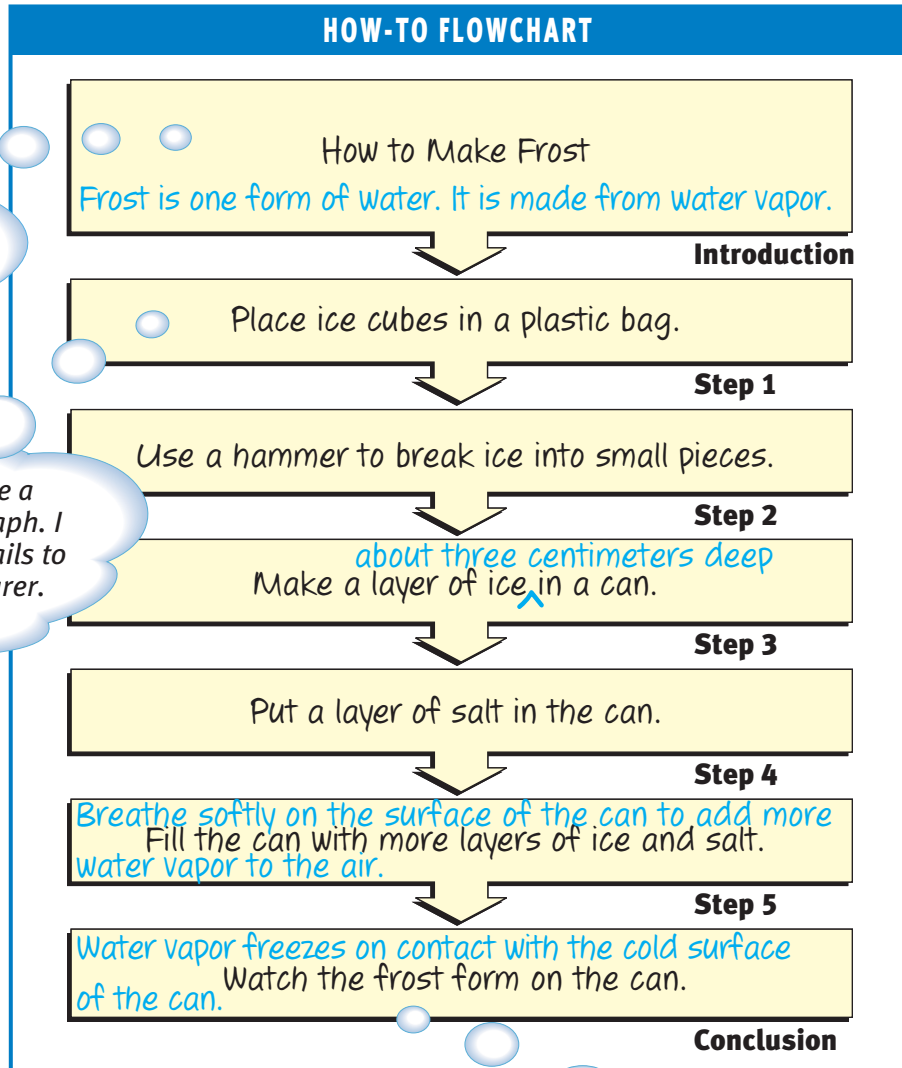 HOW-TO FLOWCHART
How to Make Frost
Frost is one form of water. It is made from water vapor.
Introduction
Place ice cubes in a plastic bag.
Step 1
Use a hammer to break ice into small pieces.
Step 2
a
I
to
about three centimeters deep
Make a layer of ice in a can.
Step 3
Put a layer of salt in the can.
Step 4
Breathe softly on the surface of the can to add more
Fill the can with more layers of ice and salt.
water vapor to the air.
Step 5
Water vapor freezes on contact with the cold surface
Watch the frost form on the can.
of the can.
Conclusion